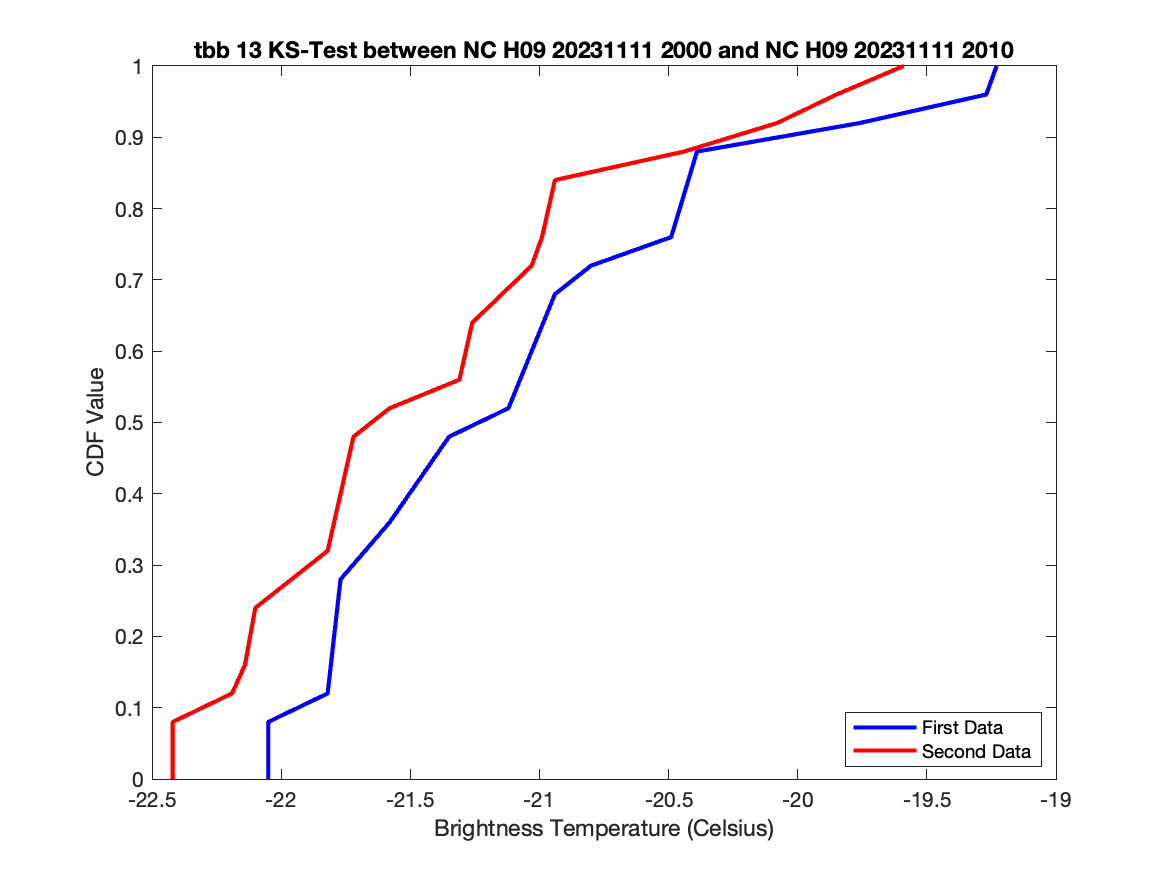 tbb 13 KS-Test between NC H09 20231111 2000 and NC H09 20231111 2010
1
0.9
0.8
0.7
0.6
0.5
0.4
0.3
0.2
0.1
0
CDF Value
First Data
Second Data
-22.5 -22 -21.5 -21 -20.5 -20 -19.5 -19
Brightness Temperature (Celsius)